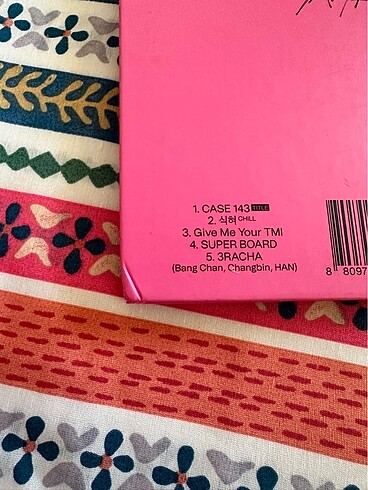 1. CASE 143 TITLE
2. 식혀 CHILL
3. Give Me Your TMI
4. SUPER BOARD
5. 3RACHA
(Bang Chan, Changbin, HAN)
8 8097